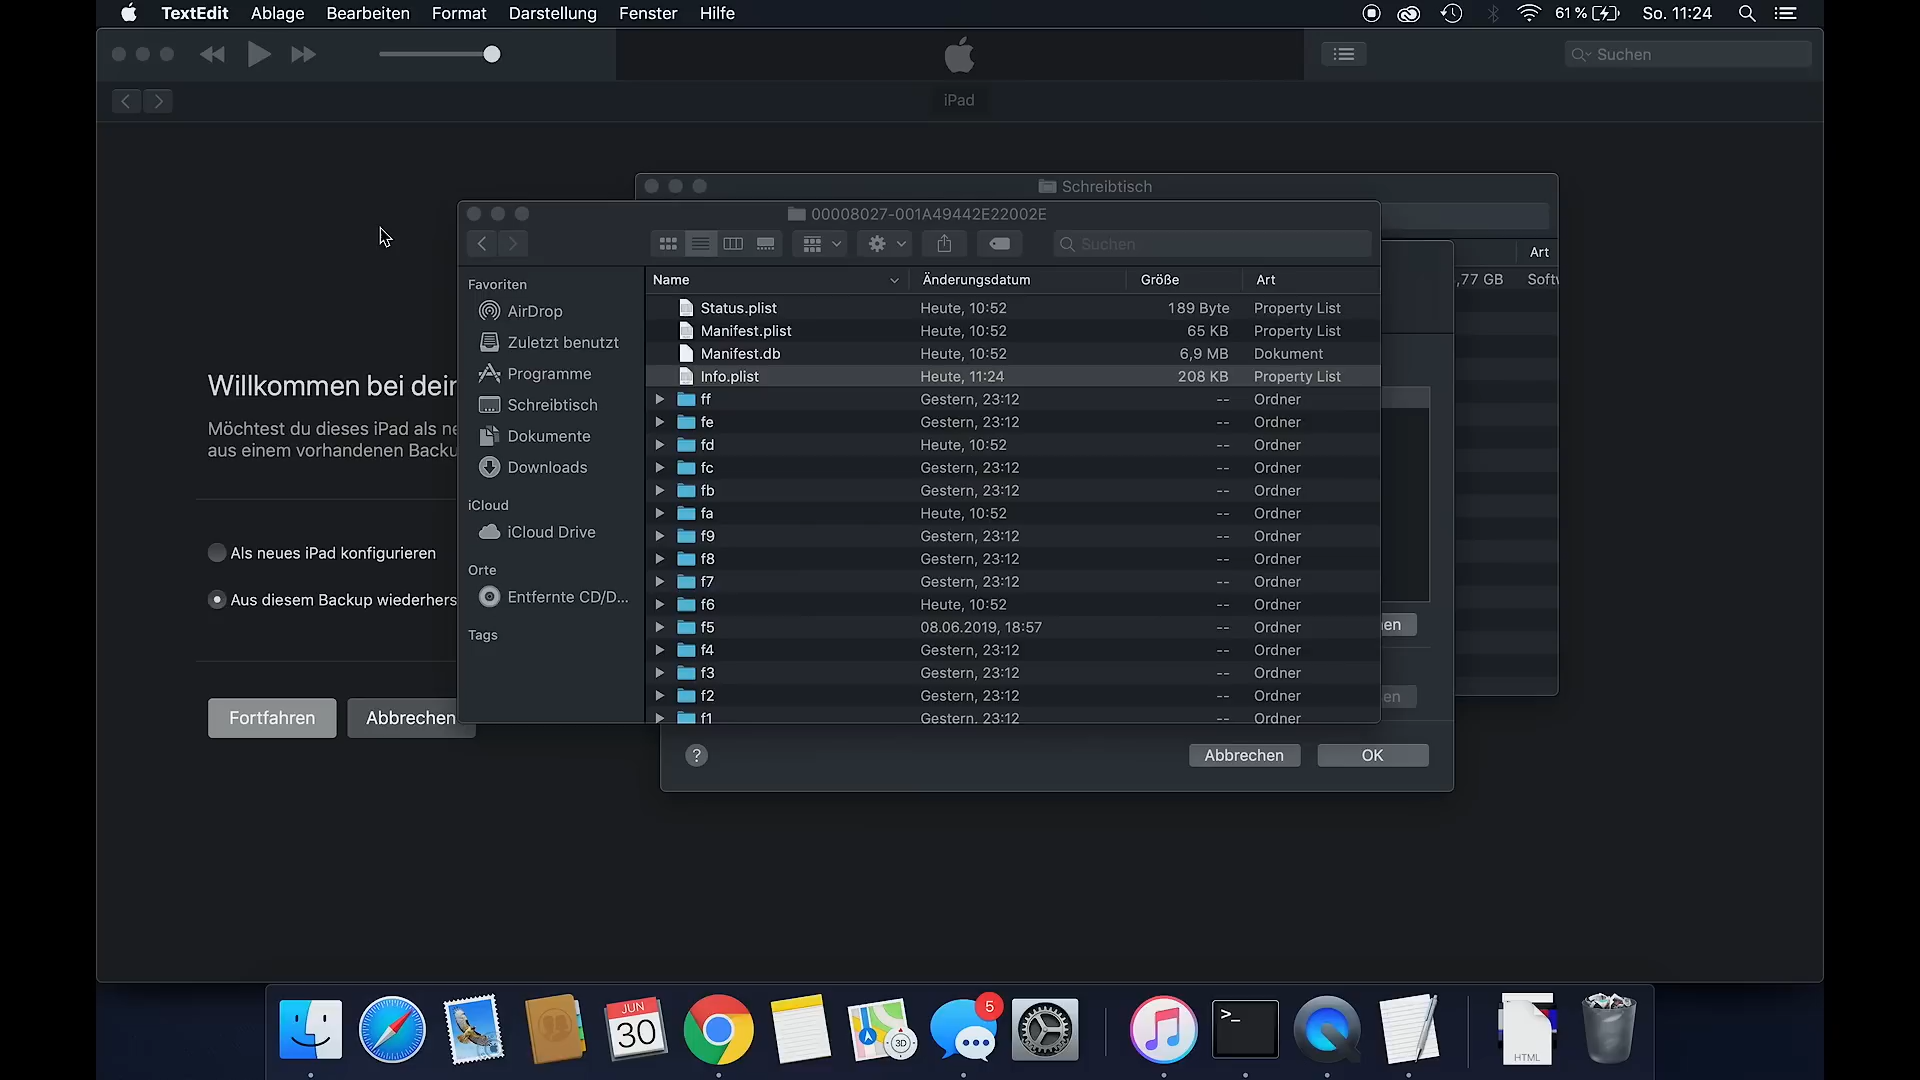 TextEdit Ablage Bearbeiten Format Darstellung Fenster Hilfe 61 % So. 11:24
Suchen
iPad
Schreibtisch
00008027-001A49442E22002E
Suchen
Art
,77 GB Softv
Favoriten
AirDrop
Zuletzt benutzt
Programme
Schreibtisch
Dokumente
Downloads
iCloud
iCloud Drive
Orte
Entfernte CD/D...
Tags
Name Änderungsdatum Größe Art
Status.plist Heute, 10:52 189 Byte Property List
Manifest.plist Heute, 10:52 65 KB Property List
Manifest.db Heute, 10:52 6,9 MB Dokument
Info.plist Heute, 11:24 208 KB Property List
ff Gestern, 23:12 -- Ordner
fe Gestern, 23:12 -- Ordner
fd Heute, 10:52 -- Ordner
fc Gestern, 23:12 -- Ordner
fb Gestern, 23:12 -- Ordner
fa Heute, 10:52 -- Ordner
f9 Gestern, 23:12 -- Ordner
f8 Gestern, 23:12 -- Ordner
f7 Gestern, 23:12 -- Ordner
f6 Heute, 10:52 -- Ordner
f5 08.06.2019, 18:57 -- Ordner
f4 Gestern, 23:12 -- Ordner
f3 Gestern, 23:12 -- Ordner
f2 Gestern, 23:12 -- Ordner
f1 Gestern, 23:12 -- Ordner
Willkommen bei dein
Möchtest du dieses iPad als ne
aus einem vorhandenen Backu
Als neues iPad konfigurieren
Aus diesem Backup wiederhers
Fortfahren Abbrechen
en
en
? Abbrechen OK
JUN
30
3D
5
>_
HTML